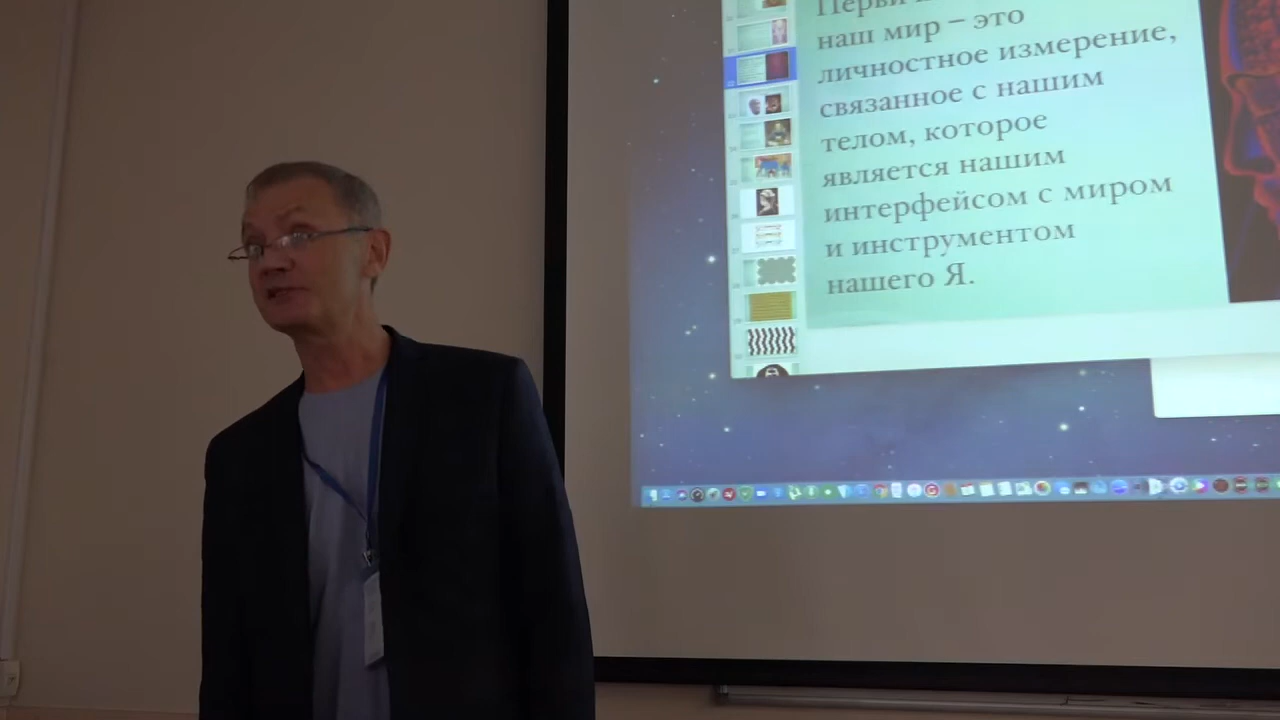 наш мир – это
личностное измерение,
связанное с нашим
телом, которое
является нашим
интерфейсом с миром
и инструментом
нашего Я.